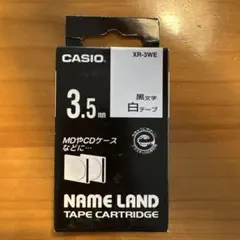 CASIO
XR-3WE
3.5mm
黒文字
白テープ
MDやCDケース
などに…
NAME LAND
TAPE CARTRIDGE